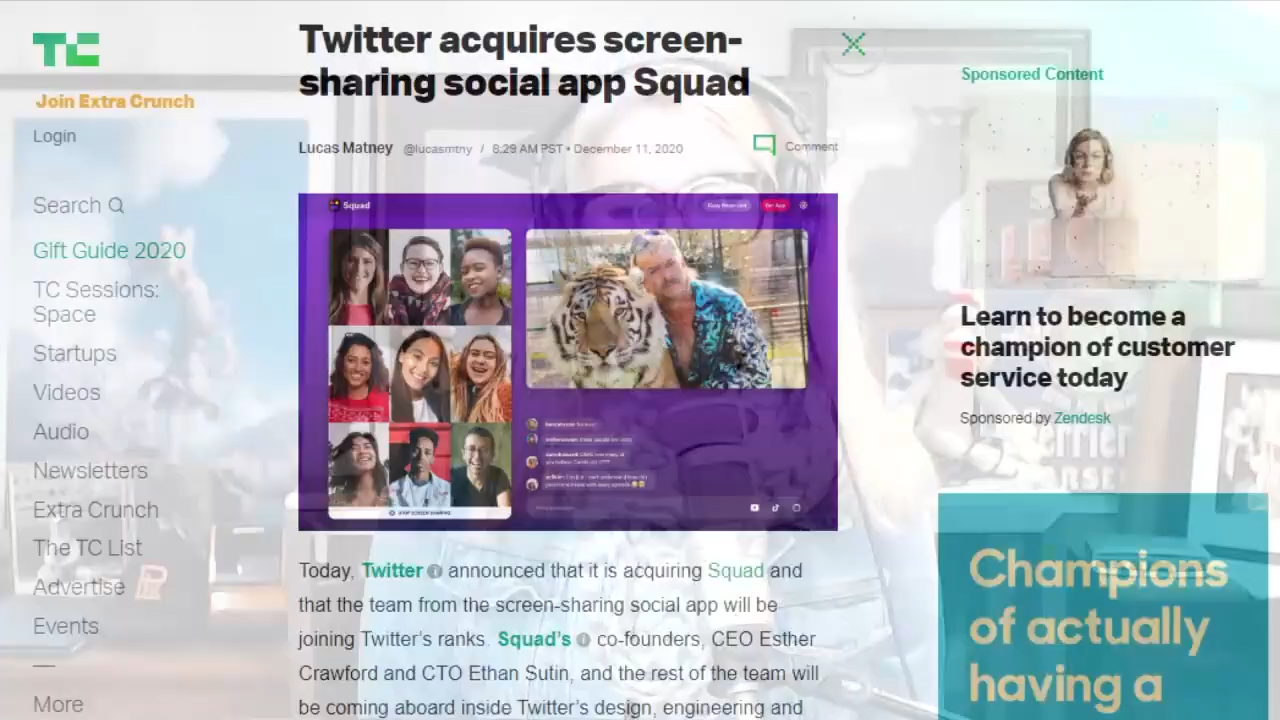 TC
Join Extra Crunch
Login
Search
Gift Guide 2020
TC Sessions:
Space
Startups
Videos
Audio
Newsletters
Extra Crunch
The TC List
Advertise
Events
—
More
Twitter acquires screen-
sharing social app Squad
Lucas Matney @lucasmtny / 8:29 AM PST • December 11, 2020
Comment
Squad
STOP SCREEN SHARING
Today, Twitter announced that it is acquiring Squad and
that the team from the screen-sharing social app will be
joining Twitter's ranks. Squad's co-founders, CEO Esther
Crawford and CTO Ethan Sutin, and the rest of the team will
be coming aboard inside Twitter's design, engineering and
Sponsored Content
Learn to become a
champion of customer
service today
Sponsored by Zendesk
Champions
of actually
having a